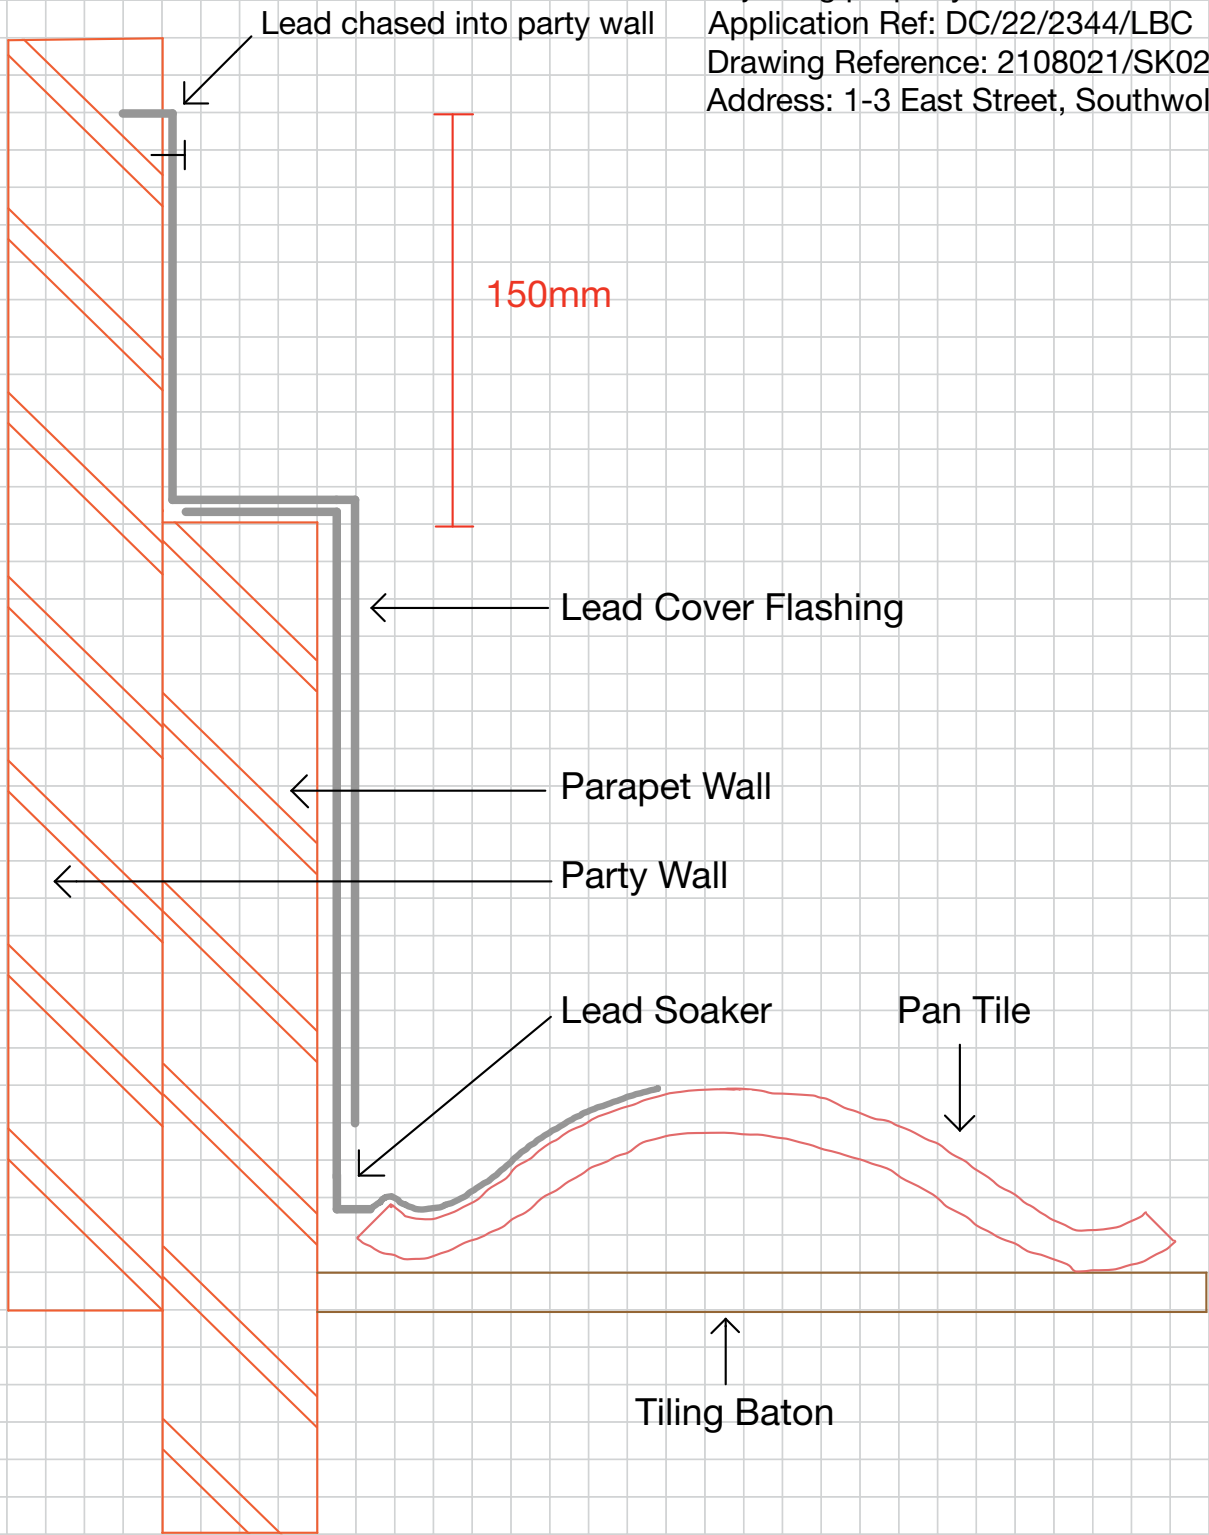 Lead chased into party wall
Application Ref: DC/22/2344/LBC
Drawing Reference: 2108021/SK02
Address: 1-3 East Street, Southwol
150mm
Lead Cover Flashing
Parapet Wall
Party Wall
Lead Soaker
Pan Tile
Tiling Baton